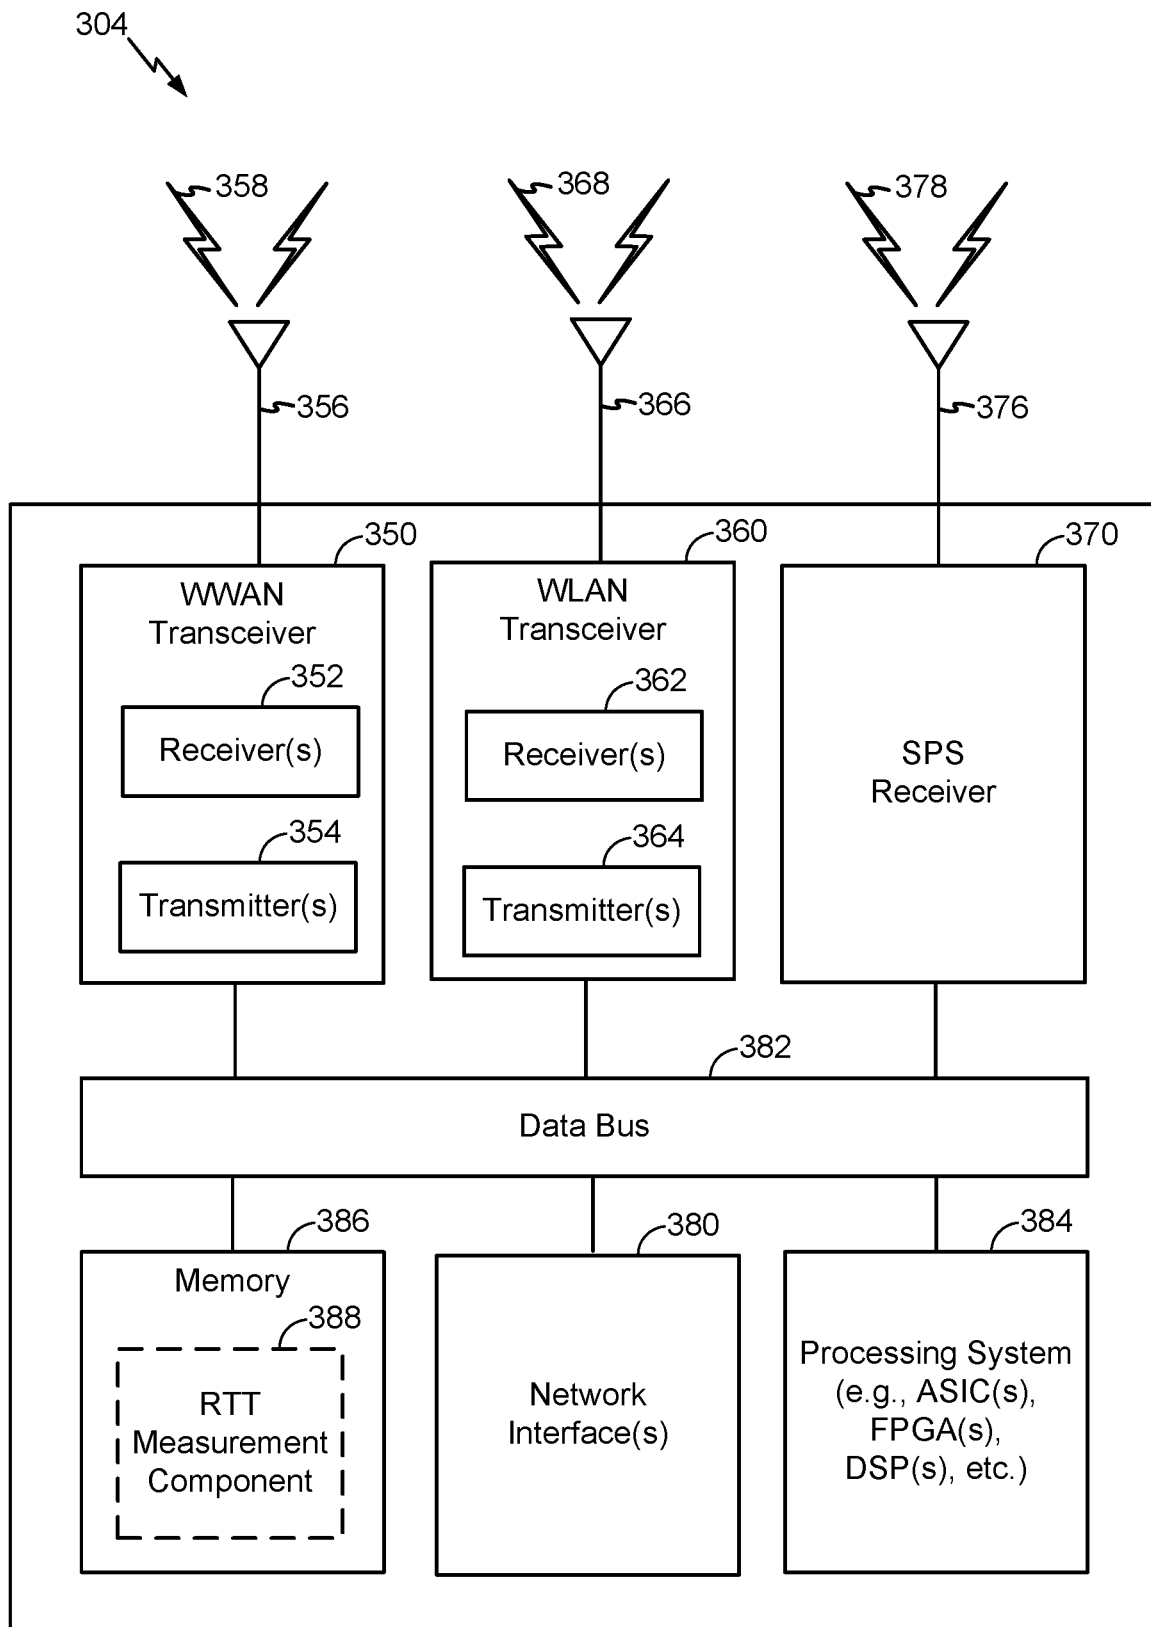 304
358
368
378
356
366
376
350
360
370
WWAN
Transceiver
WLAN
Transceiver
352
362
Receiver(s)
Receiver(s)
SPS
Receiver
354
364
Transmitter(s)
Transmitter(s)
382
Data Bus
386
380
384
Memory
388
RTT
Measurement
Component
Network
Interface(s)
Processing System
(e.g., ASIC(s),
FPGA(s),
DSP(s), etc.)